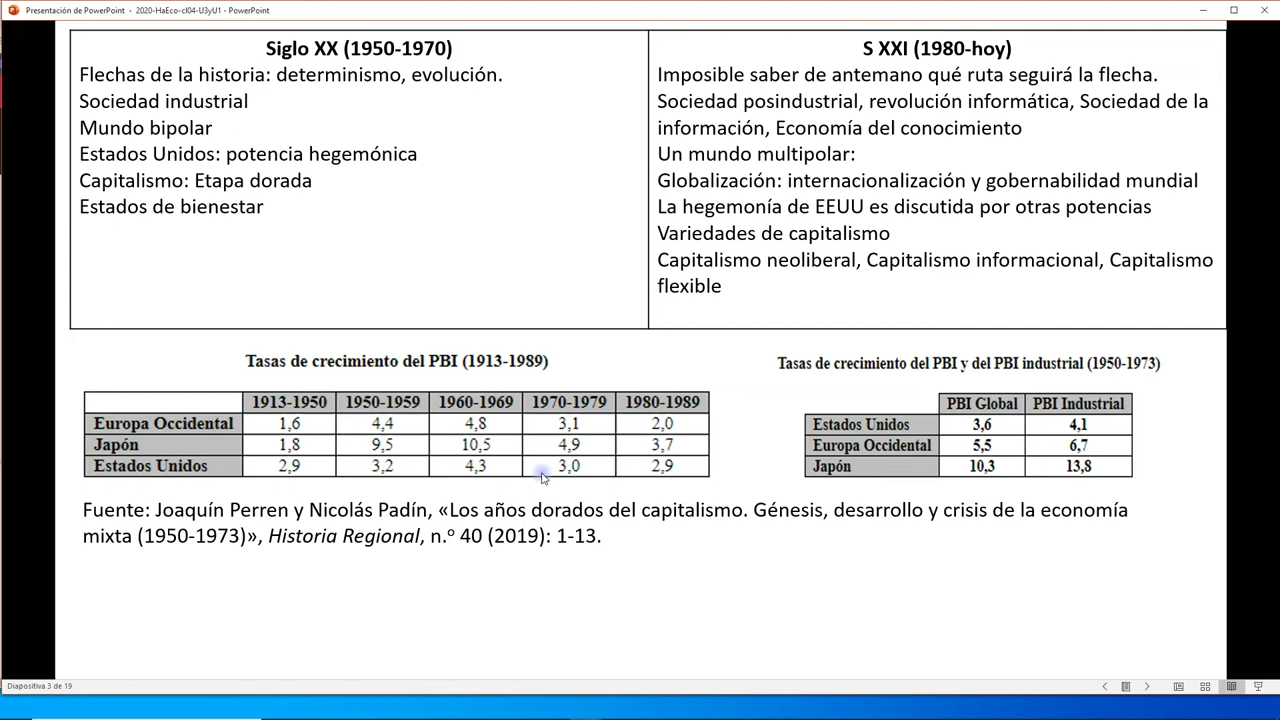 Presentación de PowerPoint - 2020-HaEco-cl04-U3yU1 - PowerPoint
Siglo XX (1950-1970)
Flechas de la historia: determinismo, evolución.
Sociedad industrial
Mundo bipolar
Estados Unidos: potencia hegemónica
Capitalismo: Etapa dorada
Estados de bienestar
S XXI (1980-hoy)
Imposible saber de antemano qué ruta seguirá la flecha.
Sociedad posindustrial, revolución informática, Sociedad de la
información, Economía del conocimiento
Un mundo multipolar:
Globalización: internacionalización y gobernabilidad mundial
La hegemonía de EEUU es discutida por otras potencias
Variedades de capitalismo
Capitalismo neoliberal, Capitalismo informacional, Capitalismo
flexible
Tasas de crecimiento del PBI (1913-1989)
1913-1950 1950-1959 1960-1969 1970-1979 1980-1989
Europa Occidental 1,6 4,4 4,8 3,1 2,0
Japón 1,8 9,5 10,5 4,9 3,7
Estados Unidos 2,9 3,2 4,3 3,0 2,9
Tasas de crecimiento del PBI y del PBI industrial (1950-1973)
PBI Global PBI Industrial
Estados Unidos 3,6 4,1
Europa Occidental 5,5 6,7
Japón 10,3 13,8
Fuente: Joaquín Perren y Nicolás Padín, «Los años dorados del capitalismo. Génesis, desarrollo y crisis de la economía
mixta (1950-1973)», Historia Regional, n.º 40 (2019): 1-13.
Diapositiva 3 de 19